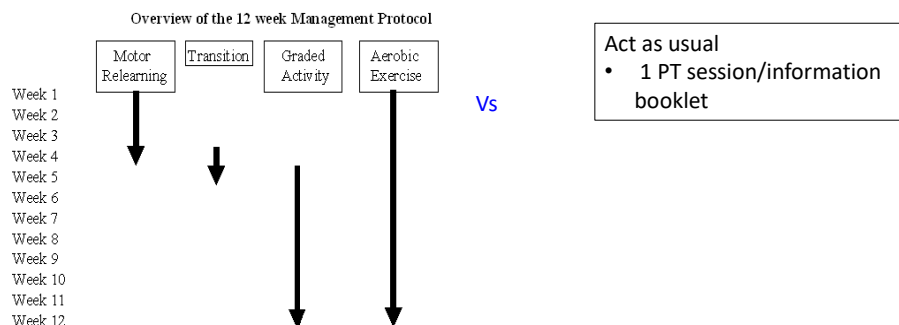 Overview of the 12 week Management Protocol
Motor
Relearning
Transition
Graded
Activity
Aerobic
Exercise
Week 1
Week 2
Week 3
Week 4
Week 5
Week 6
Week 7
Week 8
Week 9
Week 10
Week 11
Week 12
Vs
Act as usual
• 1 PT session/information
booklet